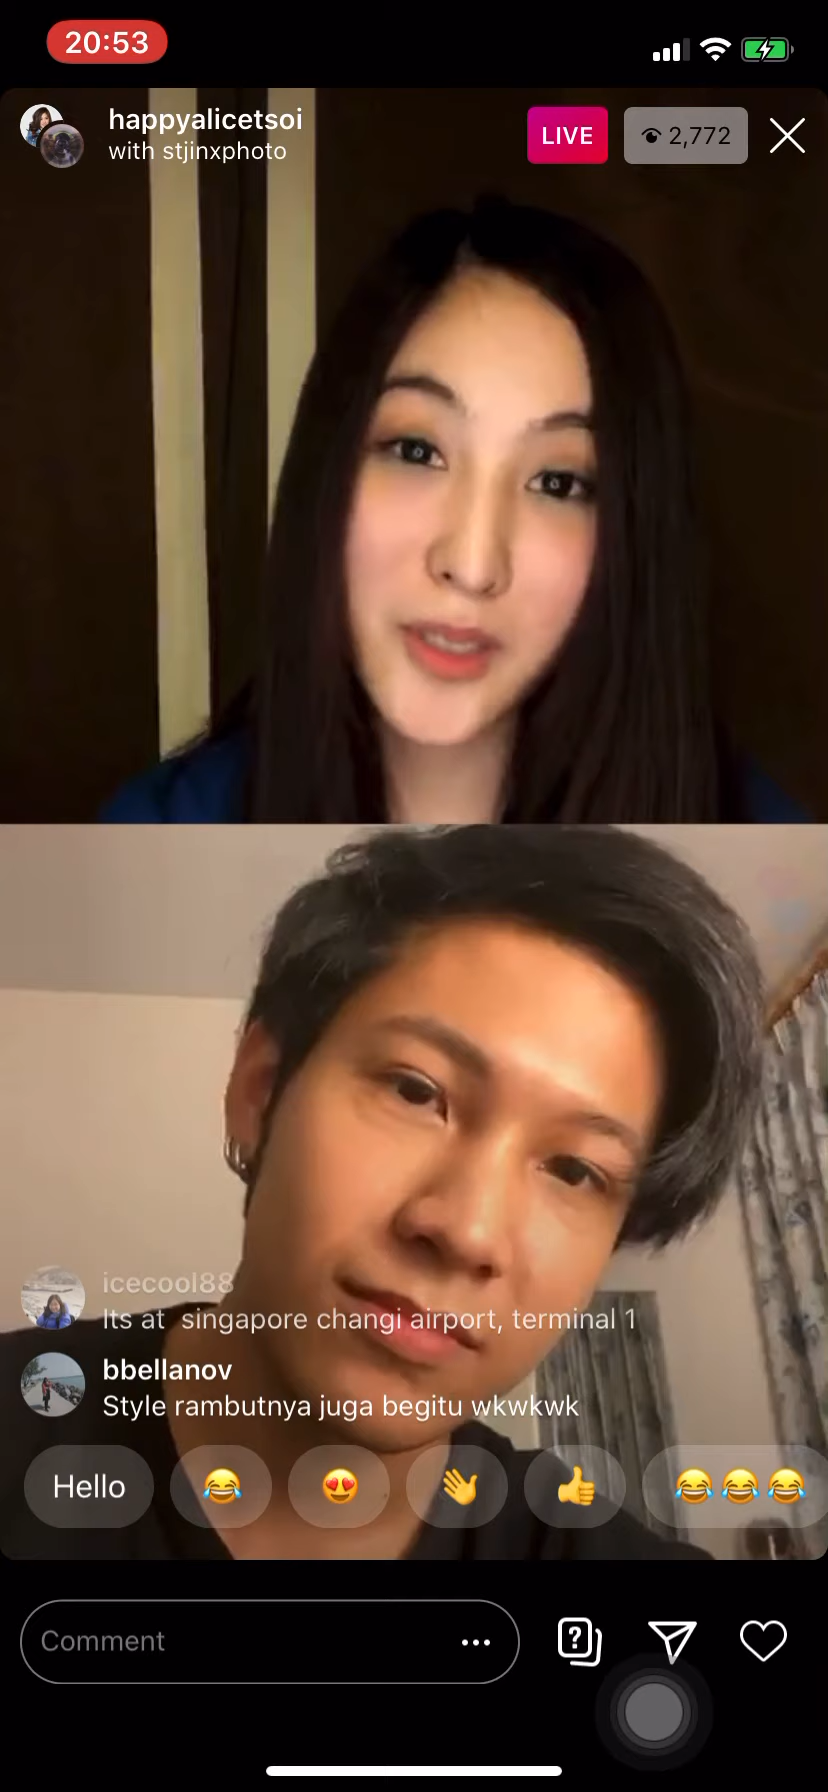 20:53
happyalicetsoi
with stjinxphoto
LIVE
2,772
icecool88
Its at  singapore changi airport, terminal 1
bbellanov
Style rambutnya juga begitu wkwkwk
Hello
Comment